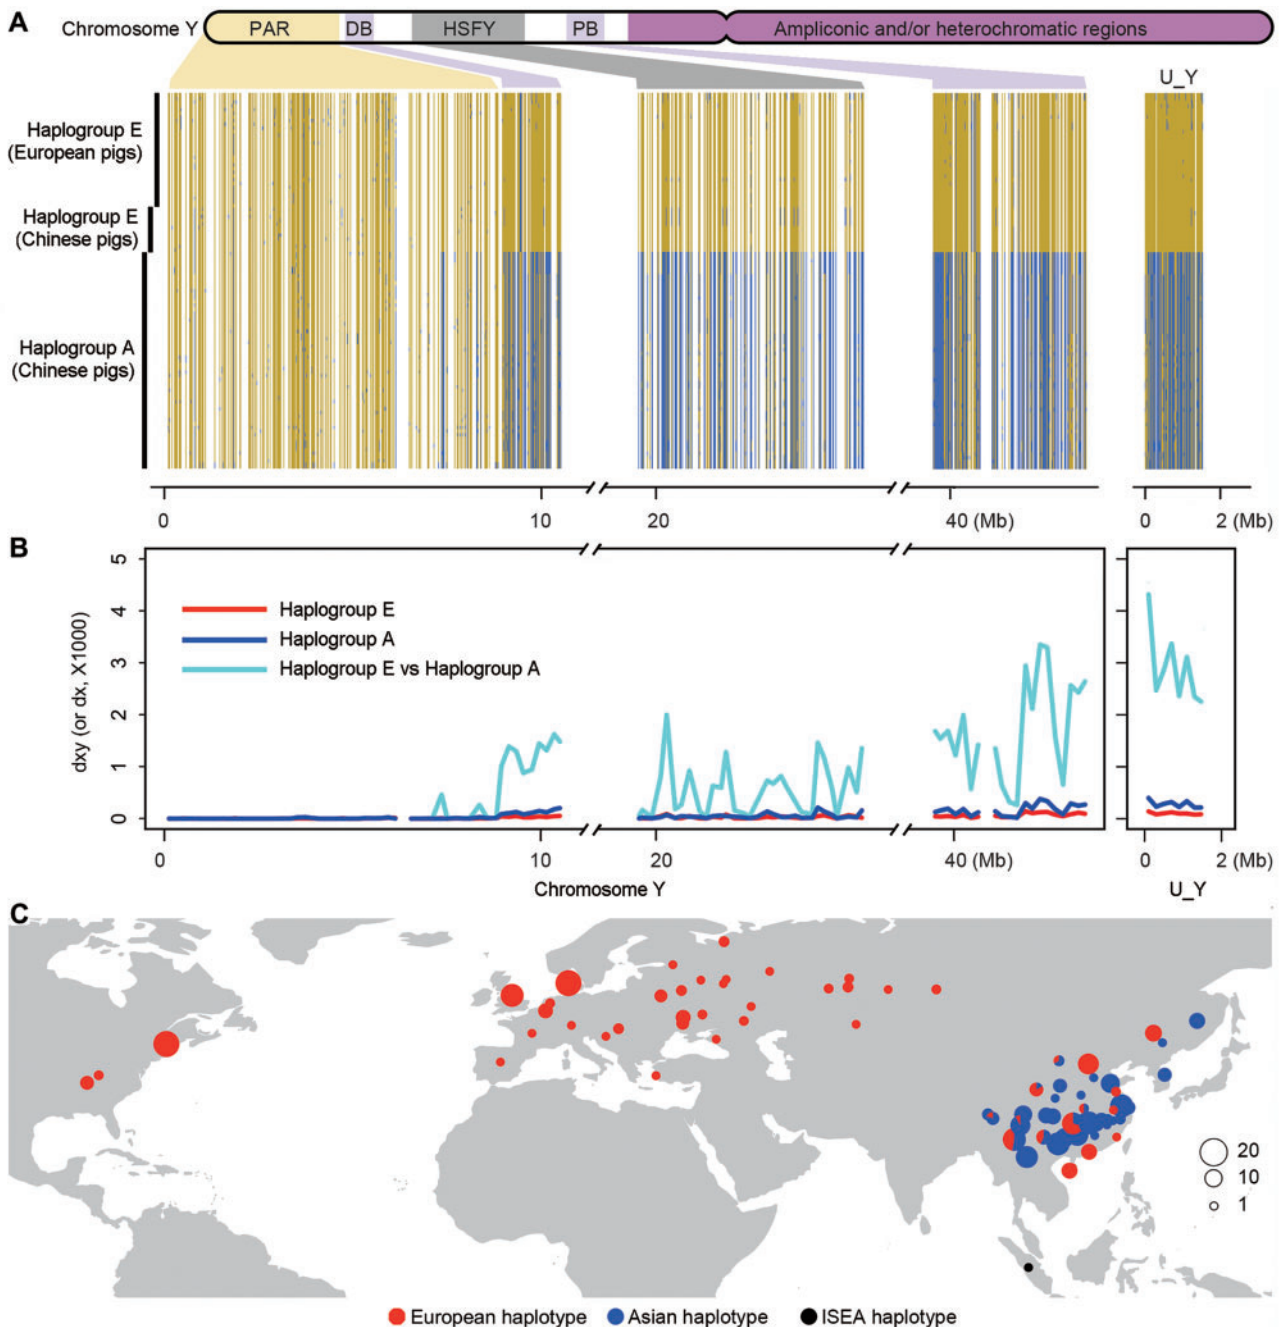 A
Chromosome Y
PAR
DB
HSFY
PB
Ampliconic and/or heterochromatic regions
U_Y
Haplogroup E
(European pigs)
Haplogroup E
(Chinese pigs)
Haplogroup A
(Chinese pigs)
0
10
20
40 (Mb)
0
2 (Mb)
B
dxy (or dx, X1000)
5
4
3
2
1
0
Haplogroup E
Haplogroup A
Haplogroup E vs Haplogroup A
0
10
20
40 (Mb)
0
2 (Mb)
Chromosome Y
U_Y
C
20
10
1
European haplotype
Asian haplotype
ISEA haplotype